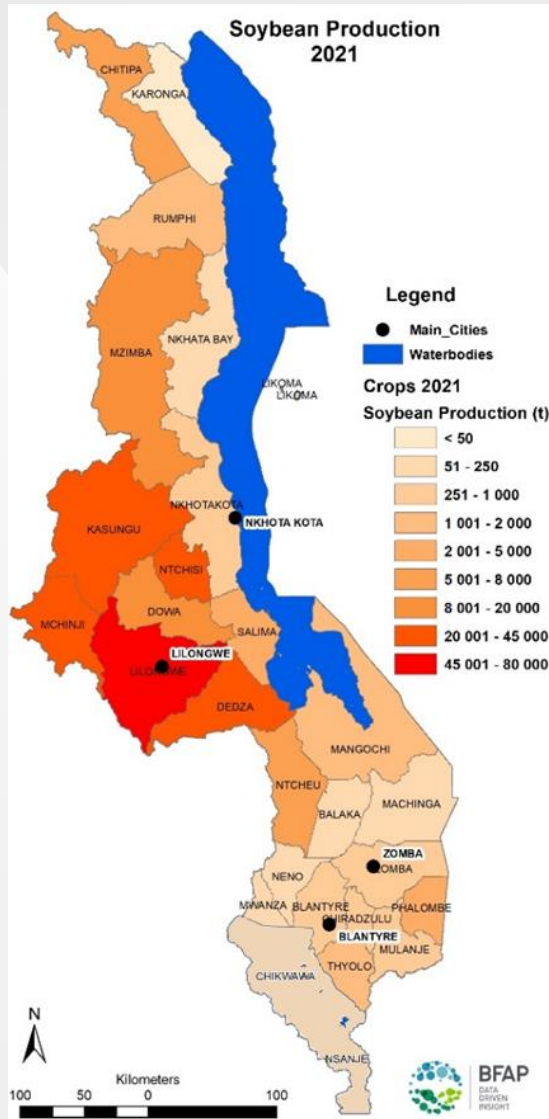 Soybean Production
2021
CHITIPA
KARONGA
RUMPHI
NKHATA BAY
MZIMBA
Legend
Main_Cities
Waterbodies
LIKOMA
LIKOMA
Crops 2021
Soybean Production (t)
< 50
51 - 250
251 - 1 000
1 001 - 2 000
2 001 - 5 000
5 001 - 8 000
8 001 - 20 000
20 001 - 45 000
45 001 - 80 000
NKHOTAKOTA
NKHOTA KOTA
KASUNGU
NTCHISI
DOWA
MCHINJI
SALIMA
LILONGWE
LILONGWE
DEDZA
MANGOCHI
NTCHEU
BALAKA
MACHINGA
ZOMBA
ZOMBA
NENO
MWANZA
BLANTYRE
CHIRADZULU
PHALOMBE
BLANTYRE
MULANJE
THYOLO
CHIKWAWA
NSANJE
N
Kilometers
100 50 0 100
BFAP
DATA
DRIVEN
INSIGHT